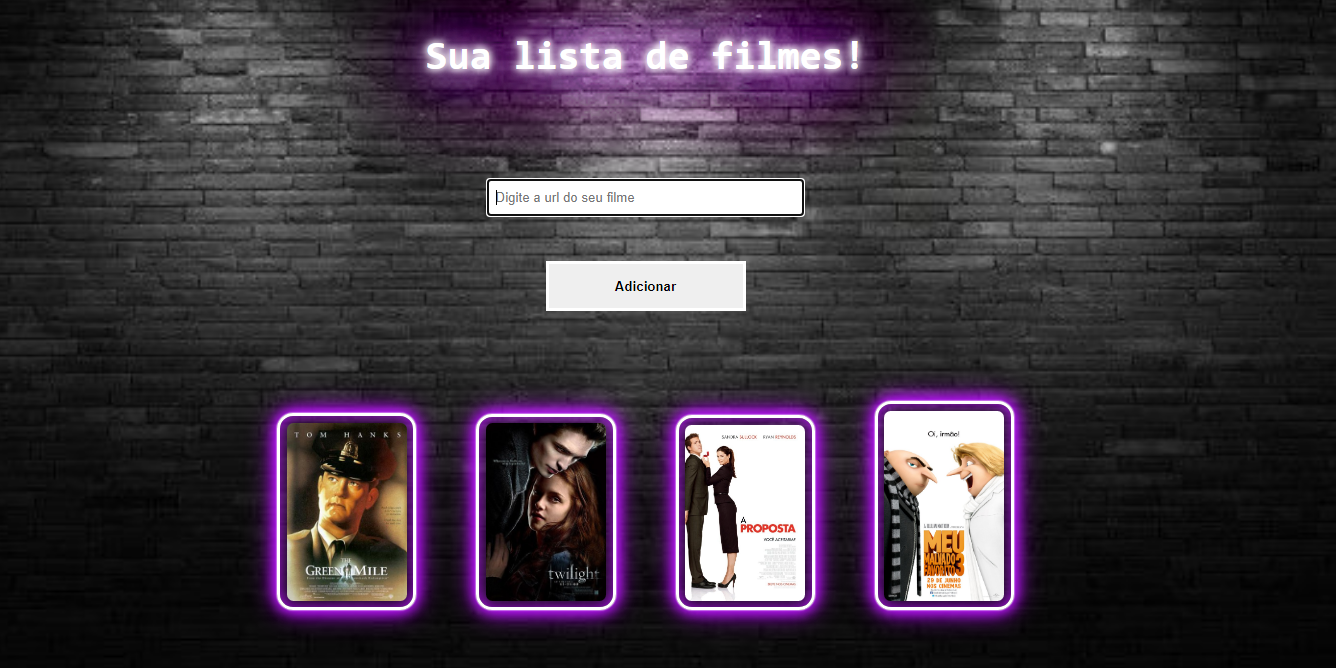 Sua lista de filmes!
Digite a url do seu filme
Adicionar
TOM HANKS
THE
GREEN MILE
twilight
SANDRA BULLOCK RYAN REYNOLDS
A
PROPOSTA
Oi, irmão!
MEU
MALVADO
FAVORITO 3
29 DE JUNHO
NOS CINEMAS